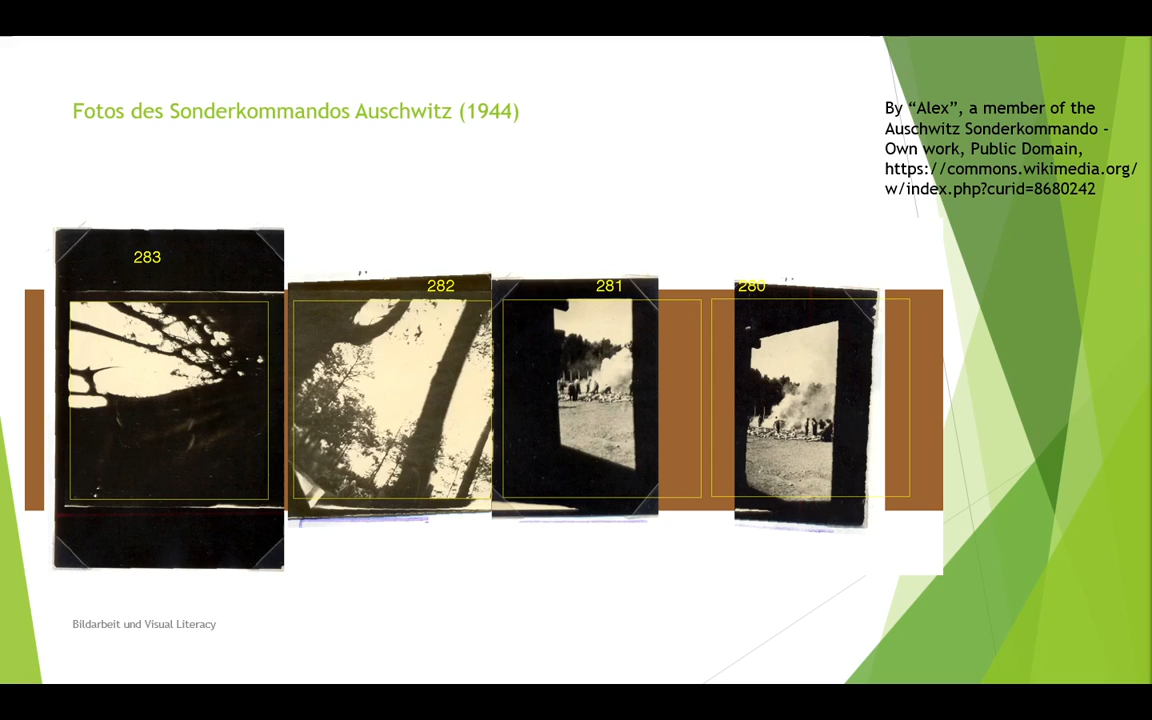 Fotos des Sonderkommandos Auschwitz (1944)
By “Alex”, a member of the
Auschwitz Sonderkommando -
Own work, Public Domain,
https://commons.wikimedia.org/
w/index.php?curid=8680242
283
282
281
280
Bildarbeit und Visual Literacy